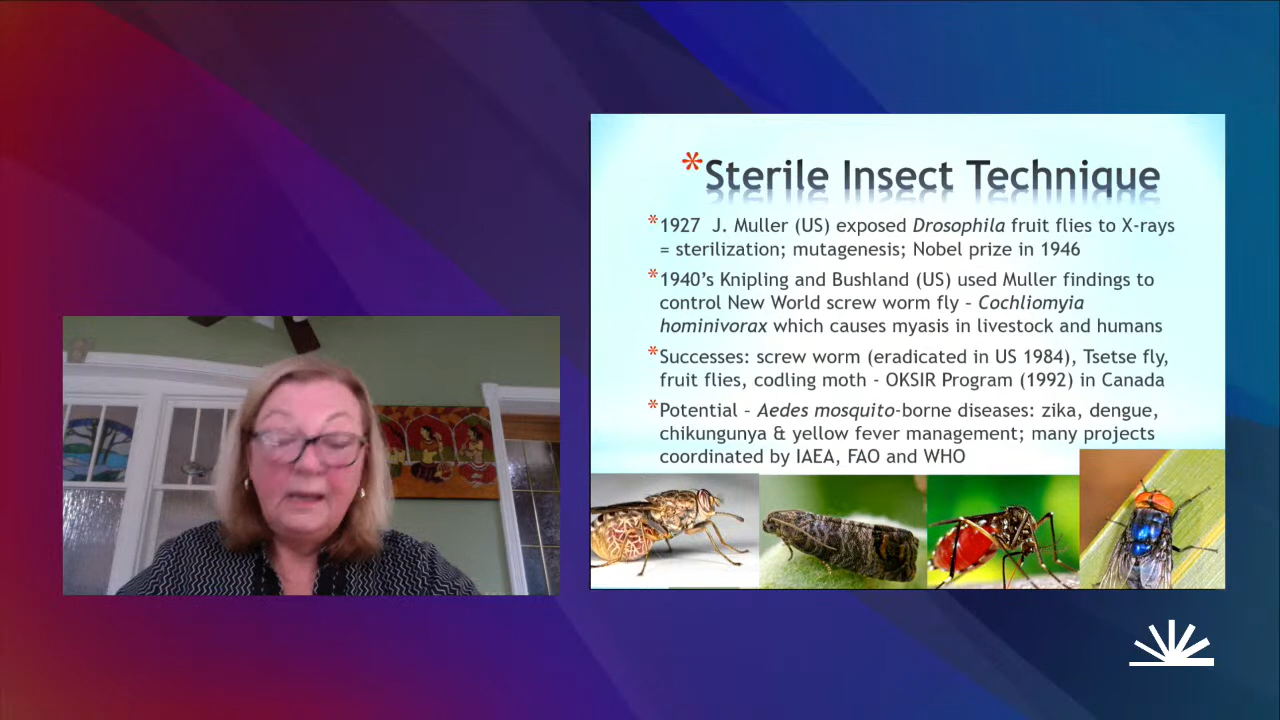 *Sterile Insect Technique
*1927 J. Muller (US) exposed Drosophila fruit flies to X-rays
= sterilization; mutagenesis; Nobel prize in 1946
*1940’s Knipling and Bushland (US) used Muller findings to
control New World screw worm fly – Cochliomyia
hominivorax which causes myasis in livestock and humans
*Successes: screw worm (eradicated in US 1984), Tsetse fly,
fruit flies, codling moth - OKSIR Program (1992) in Canada
*Potential – Aedes mosquito-borne diseases: zika, dengue,
chikungunya & yellow fever management; many projects
coordinated by IAEA, FAO and WHO